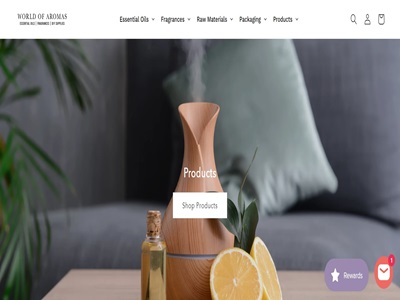 WORLD OF AROMAS
ESSENTIAL OILS | FRAGRANCE | DIY SUPPLIES
Essential Oils
Fragrances
Raw Materials
Packaging
Products
Products
Shop Products
Rewards
1